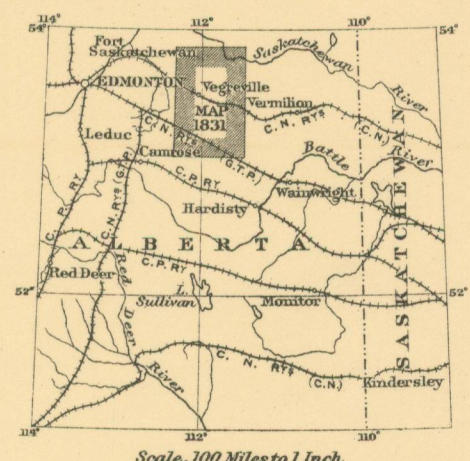 112° 110°
54° 54°
Fort
Saskatchewan
Saskatchewan River
EDMONTON
Vegreville
Vermilion
MAP
1831
C. N. RYS (G.T.P.)
C. N. RYS (C.N.)
Leduc
Camrose
Battle River
C. P. RY
Wainwright
C. P. RY
C. N. RYS (G.T.P.)
Hardisty
ALBERTA
SASKATCHEWAN
C. P. RY
Red Deer
Red Deer River
52° 52°
L.
Sullivan
Monitor
C. N. RYS
(C.N.)
Kindersley
114° 112° 110°
Scale, 100 Miles to 1 Inch.